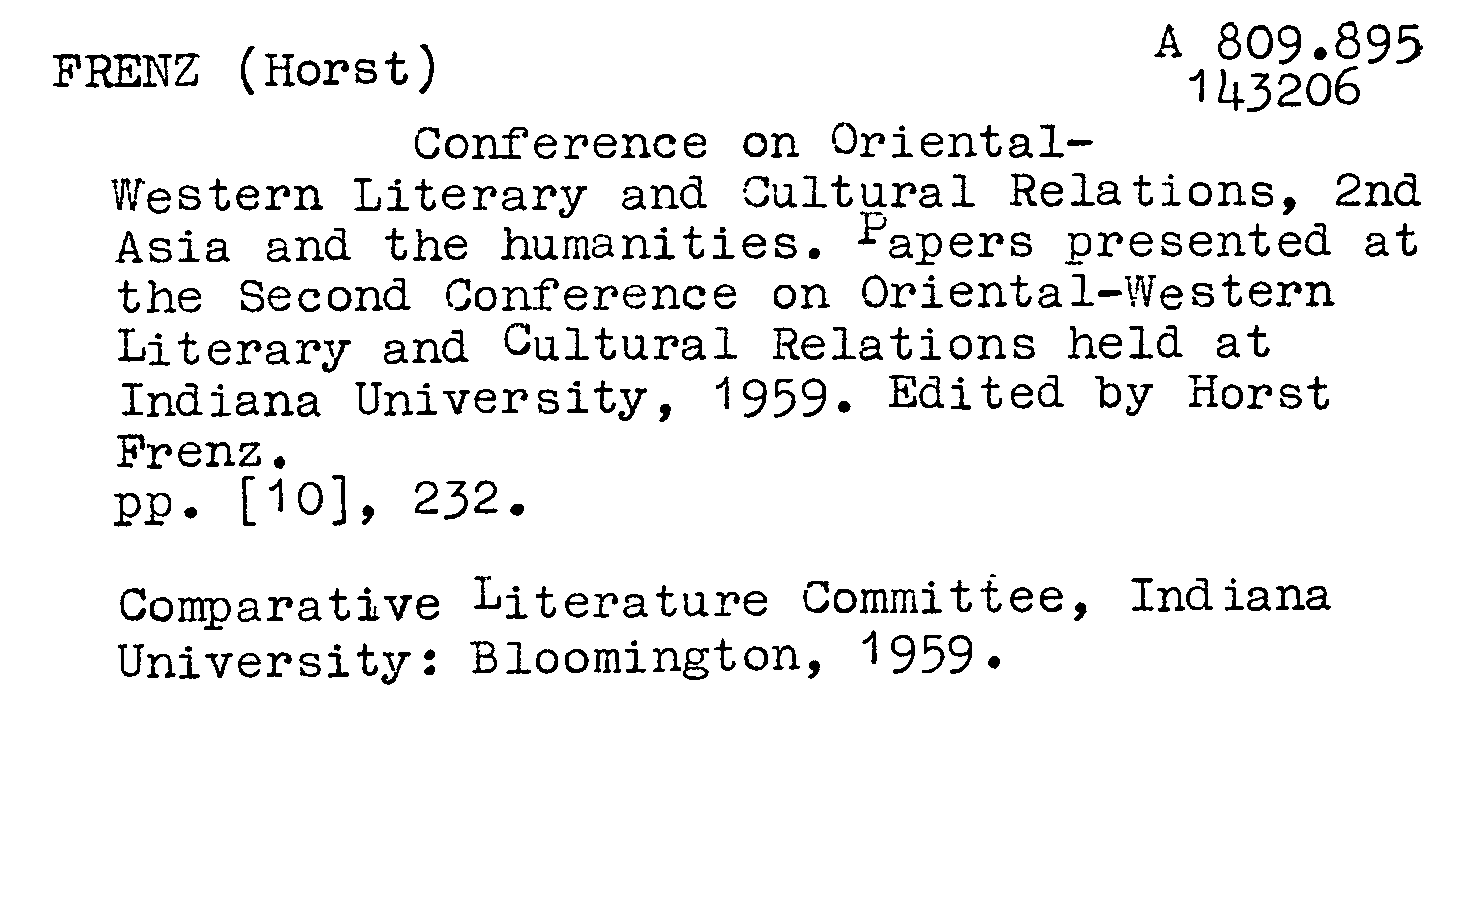 FRENZ (Horst)
A 809.895
143206
Conference on Oriental-
Western Literary and Cultural Relations, 2nd
Asia and the humanities. Papers presented at
the Second Conference on Oriental-Western
Literary and Cultural Relations held at
Indiana University, 1959. Edited by Horst
Frenz.
pp. [10], 232.
Comparative Literature Committee, Indiana
University: Bloomington, 1959.